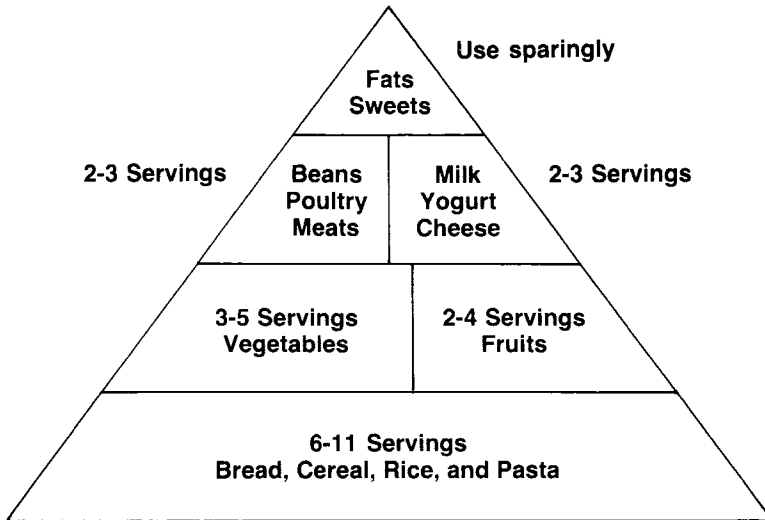 Use sparingly
Fats
Sweets
2-3 Servings
Beans
Poultry
Meats
Milk
Yogurt
Cheese
2-3 Servings
3-5 Servings
Vegetables
2-4 Servings
Fruits
6-11 Servings
Bread, Cereal, Rice, and Pasta